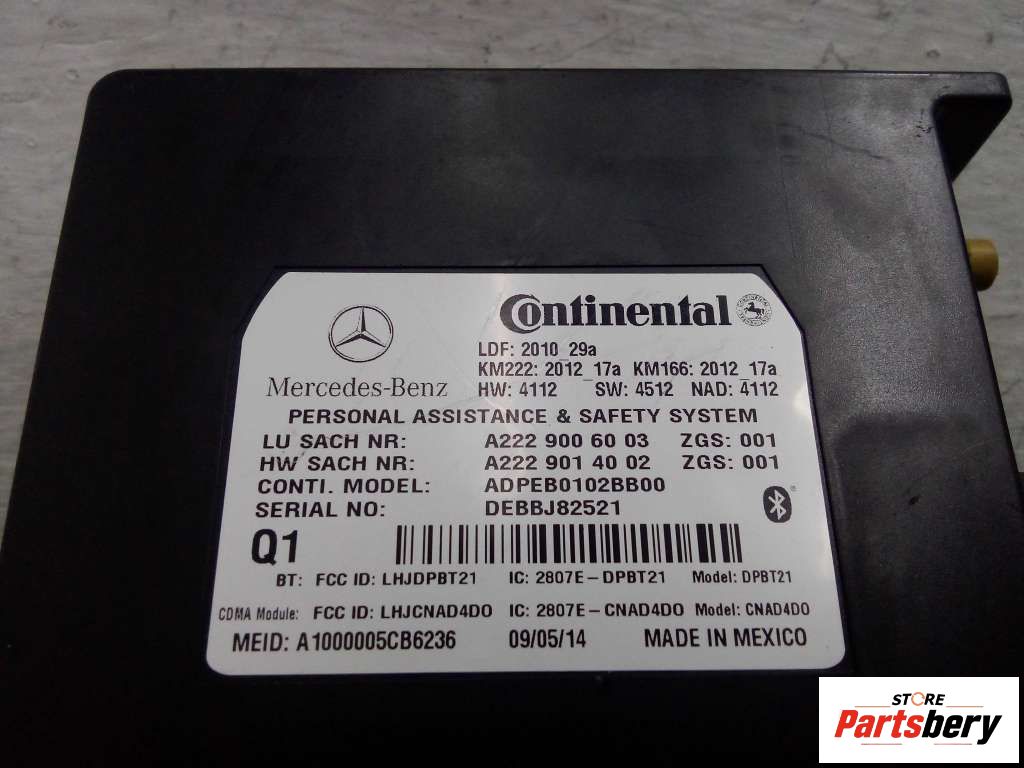 Continental
Mercedes-Benz
LDF: 2010_29a
KM222: 2012_17a KM166: 2012_17a
HW: 4112 SW: 4512 NAD: 4112
PERSONAL ASSISTANCE & SAFETY SYSTEM
LU SACH NR: A222 900 60 03 ZGS: 001
HW SACH NR: A222 901 40 02 ZGS: 001
CONTI. MODEL: ADPEB0102BB00
SERIAL NO: DEBBJ82521
Q1
BT: FCC ID: LHJDPBT21 IC: 2807E-DPBT21 Model: DPBT21
CDMA Module: FCC ID: LHJCNAD4DO IC: 2807E-CNAD4DO Model: CNAD4DO
MEID: A1000005CB6236 09/05/14 MADE IN MEXICO
STORE
Partsbery